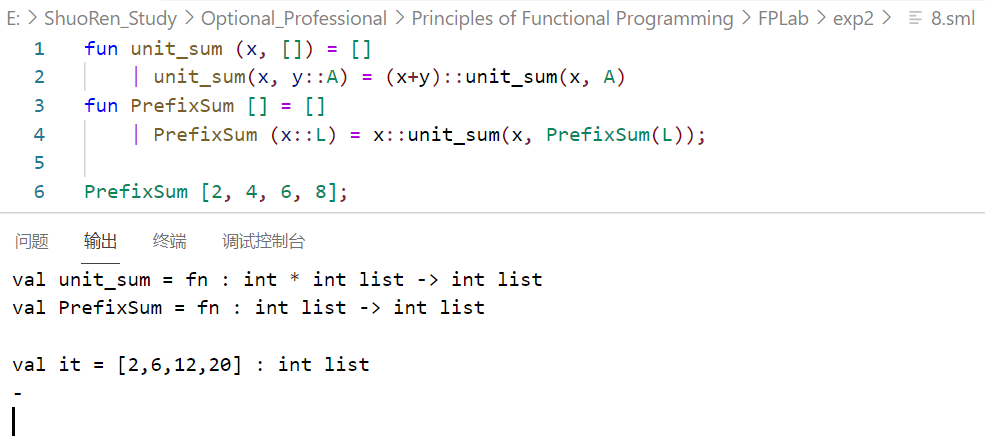 E: > ShuoRen_Study > Optional_Professional > Principles of Functional Programming > FPLab > exp2 > 8.sml
1 fun unit_sum (x, []) = []
2 | unit_sum(x, y::A) = (x+y)::unit_sum(x, A)
3 fun PrefixSum [] = []
4 | PrefixSum (x::L) = x::unit_sum(x, PrefixSum(L));
5
6 PrefixSum [2, 4, 6, 8];
问题 输出 终端 调试控制台
val unit_sum = fn : int * int list -> int list
val PrefixSum = fn : int list -> int list
val it = [2,6,12,20] : int list
-